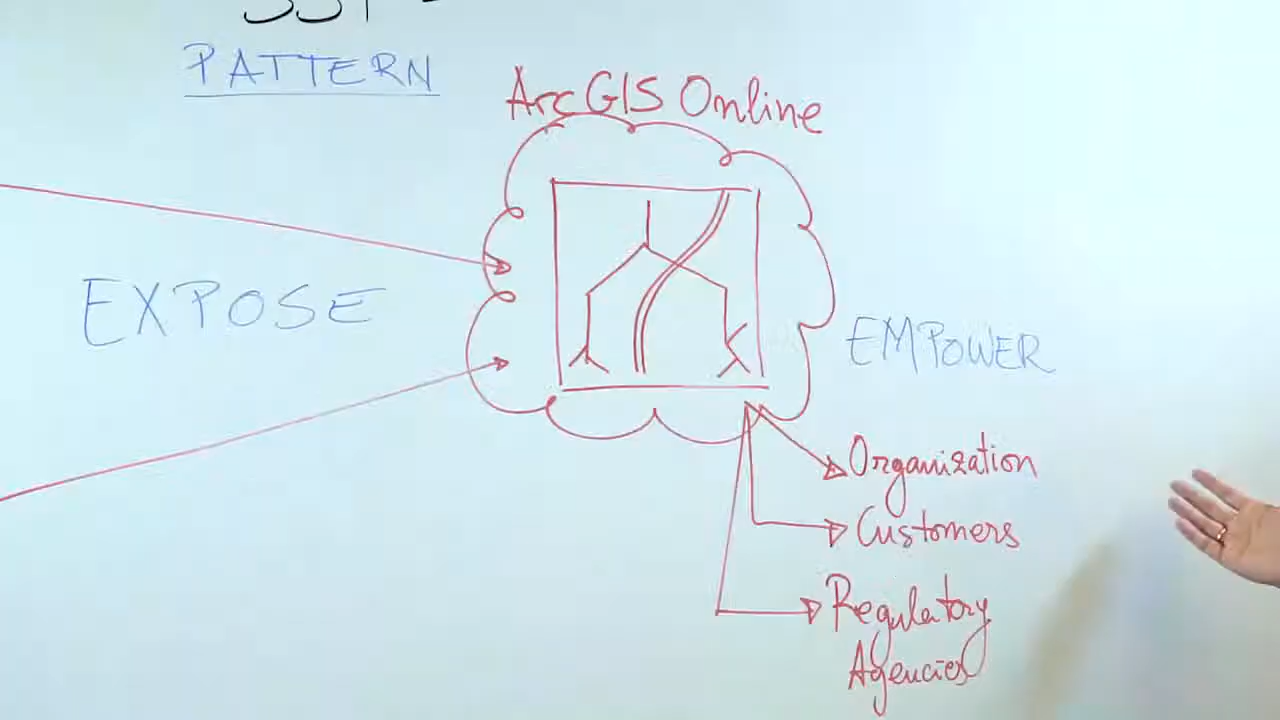 PATTERN
ArcGIS Online
EXPOSE
EMPOWER
Organization
Customers
Regulatory
Agencies